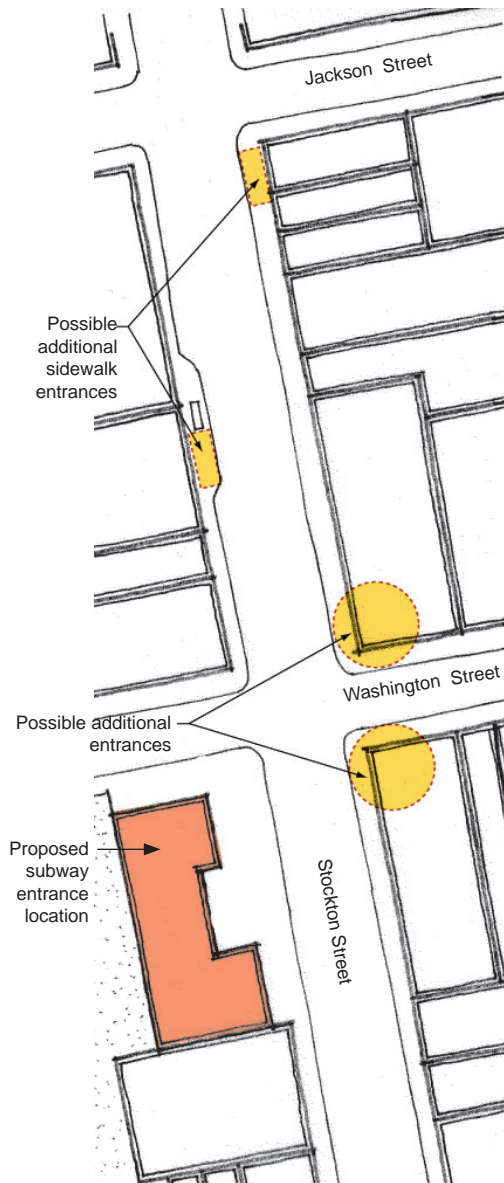 Jackson Street
Possible
additional
sidewalk
entrances
Washington Street
Possible additional
entrances
Proposed
subway
entrance
location
Stockton Street